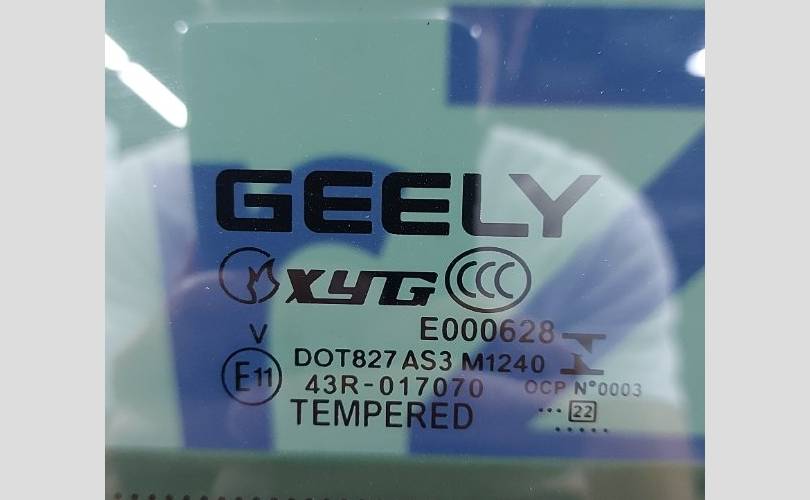 GEELY
XYG CCC
V E000628
DOT827 AS3 M1240
E11 43R-017070 OCP N°0003
TEMPERED ...22
.....